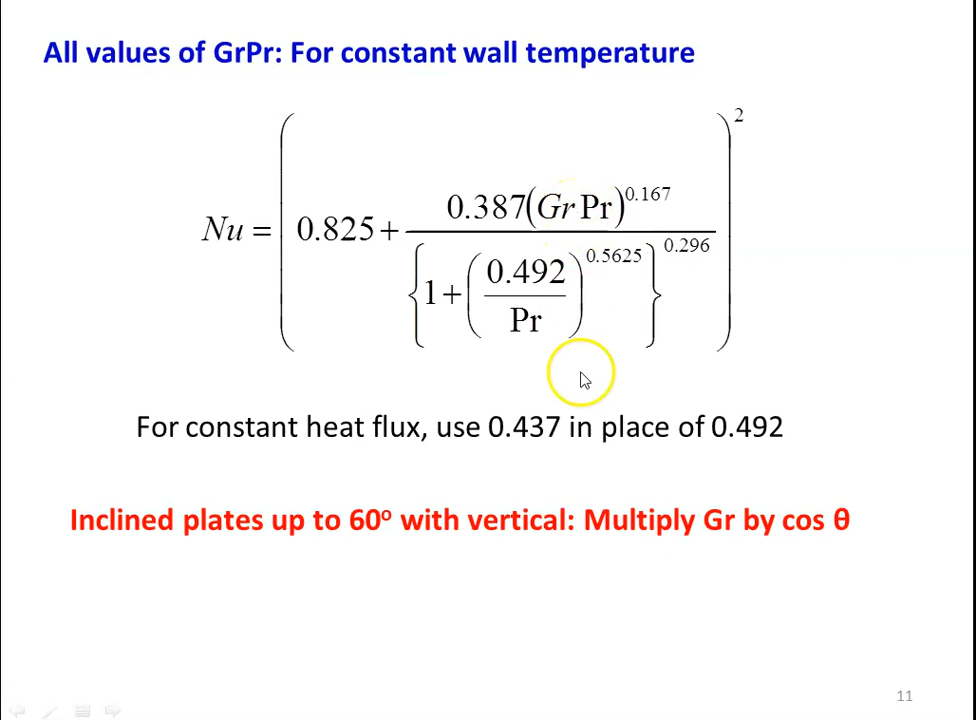 All values of GrPr: For constant wall temperature
Nu = ( 0.825 + 0.387(Gr Pr)^0.167 / {1 + (0.492 / Pr)^0.5625}^0.296 )^2
For constant heat flux, use 0.437 in place of 0.492
Inclined plates up to 60° with vertical: Multiply Gr by cos θ
11